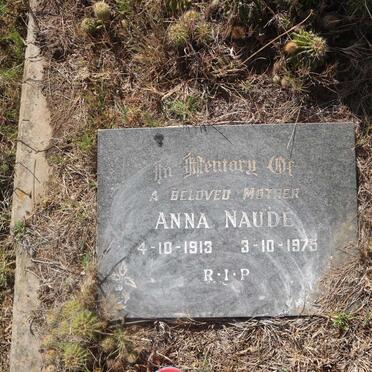 In Memory Of
A BELOVED MOTHER
ANNA NAUDE
4-10-1913 3-10-1975
R·I·P